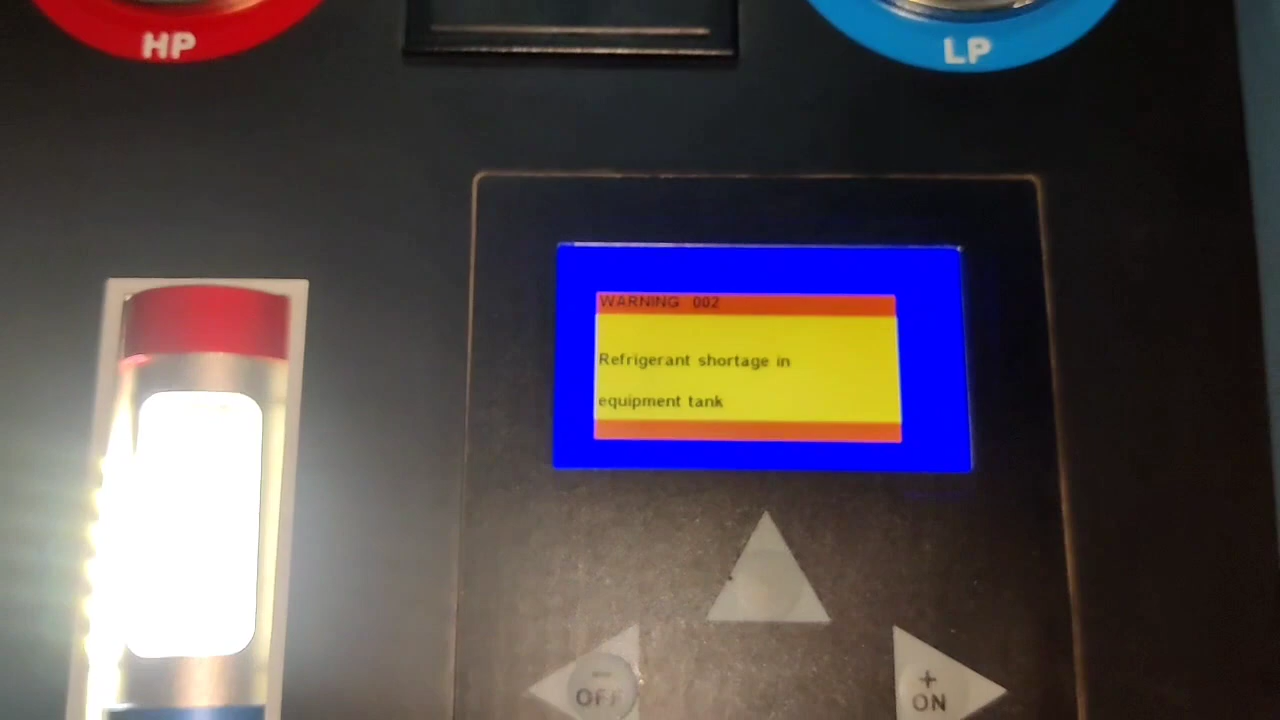 HP
LP
WARNING 002
Refrigerant shortage in
equipment tank
-
OFF
+
ON